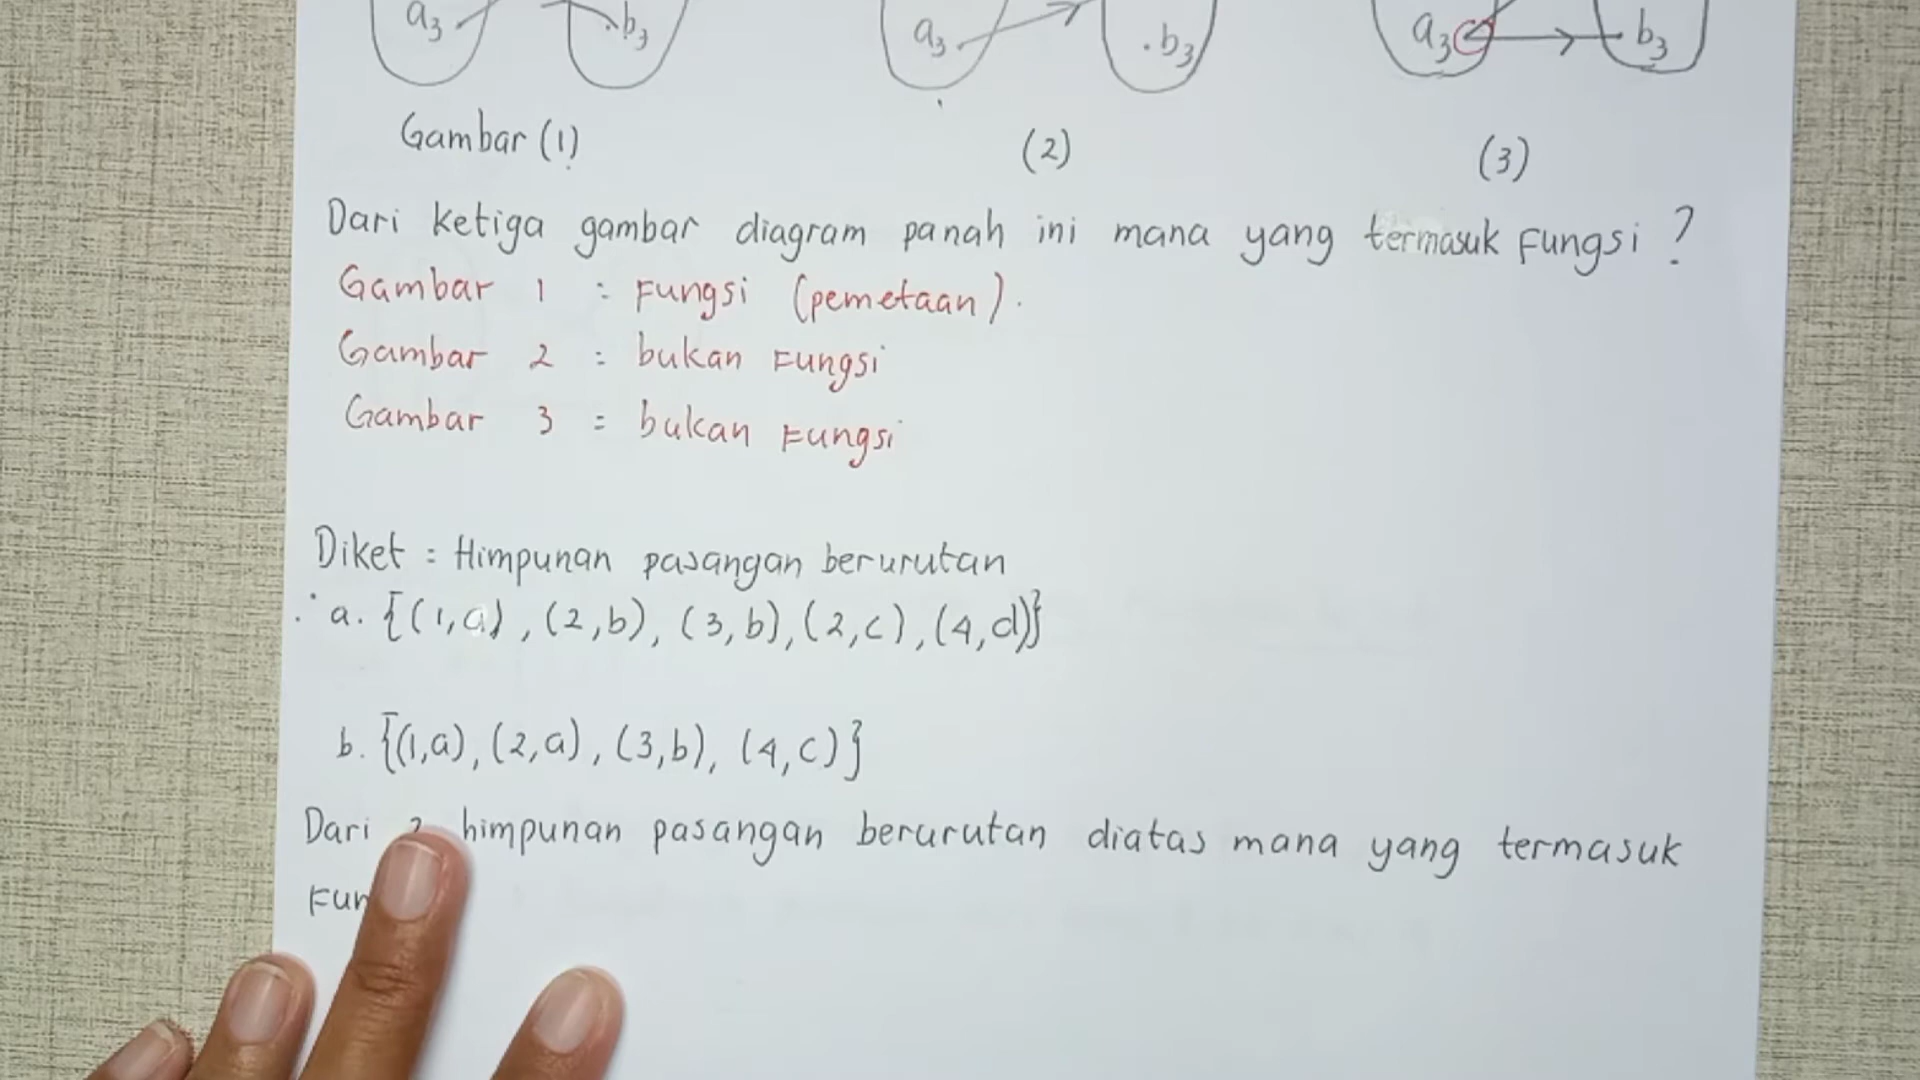 a3 b3 a3 .b3 a3 b3
Gambar (1) (2) (3)
Dari ketiga gambar diagram panah ini mana yang termasuk Fungsi ?
Gambar 1 : Fungsi (pemetaan).
Gambar 2 : bukan Fungsi
Gambar 3 : bukan Fungsi
Diket : Himpunan pasangan berurutan
a. {(1,a), (2,b), (3,b), (2,c), (4,d)}
b. {(1,a), (2,a), (3,b), (4,c)}
Dari himpunan pasangan berurutan diatas mana yang termasuk